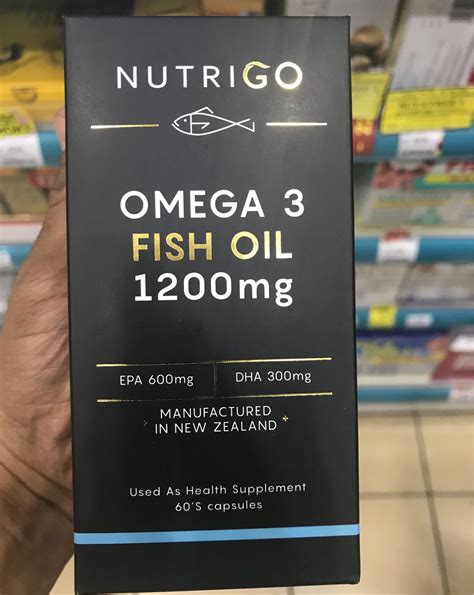 NUTRIGO
OMEGA 3
FISH OIL
1200mg
EPA 600mg DHA 300mg
MANUFACTURED
IN NEW ZEALAND
Used As Health Supplement
60'S capsules